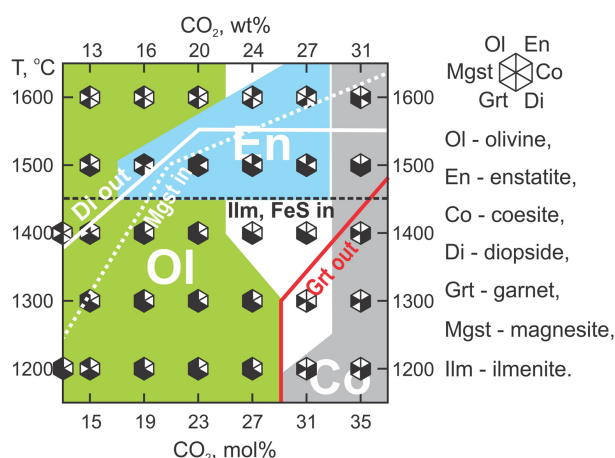 CO₂, wt%
13 16 20 24 27 31
T, °C
1600 1600
1500 1500
1400 1400
1300 1300
1200 1200
En
Di out
Mgst in
Ilm, FeS in
Ol
Grt out
Co
15 19 23 27 31 35
CO₂, mol%
Ol En
Mgst Co
Grt Di
Ol - olivine,
En - enstatite,
Co - coesite,
Di - diopside,
Grt - garnet,
Mgst - magnesite,
Ilm - ilmenite.